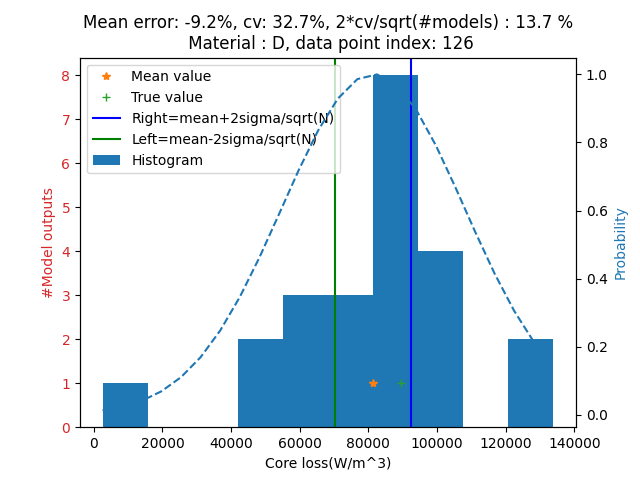 Mean error: -9.2%, cv: 32.7%, 2*cv/sqrt(#models) : 13.7 %
Material : D, data point index: 126
Mean value
True value
Right=mean+2sigma/sqrt(N)
Left=mean-2sigma/sqrt(N)
Histogram
8
7
6
5
4
3
2
1
0
#Model outputs
1.0
0.8
0.6
0.4
0.2
0.0
Probability
0 20000 40000 60000 80000 100000 120000 140000
Core loss(W/m^3)